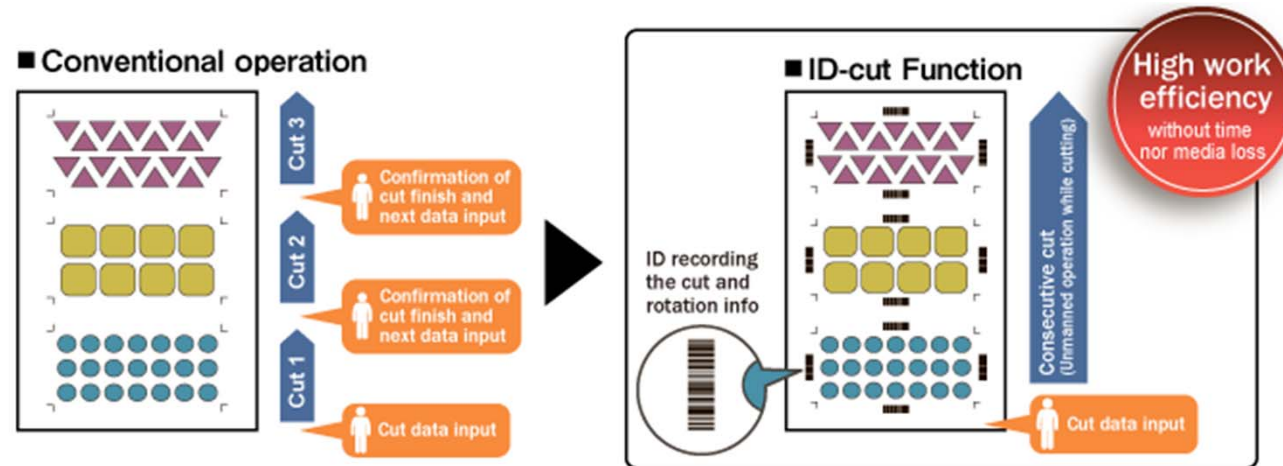 ■ Conventional operation
Cut 3
Confirmation of
cut finish and
next data input
Cut 2
Confirmation of
cut finish and
next data input
Cut 1
Cut data input
■ ID-cut Function
High work
efficiency
without time
nor media loss
ID recording
the cut and
rotation info
Consecutive cut
(Unmanned operation while cutting)
Cut data input